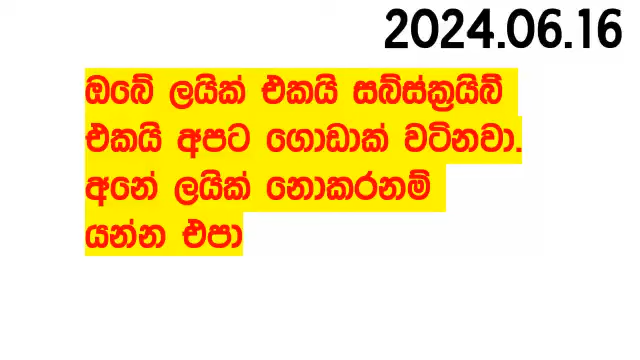 2024.06.16
ඔබේ ලයික් එකයි සබ්ස්ක්‍රයිබ්
එකයි අපට ගොඩාක් වටිනවා.
අනේ ලයික් නොකරනම්
යන්න එපා